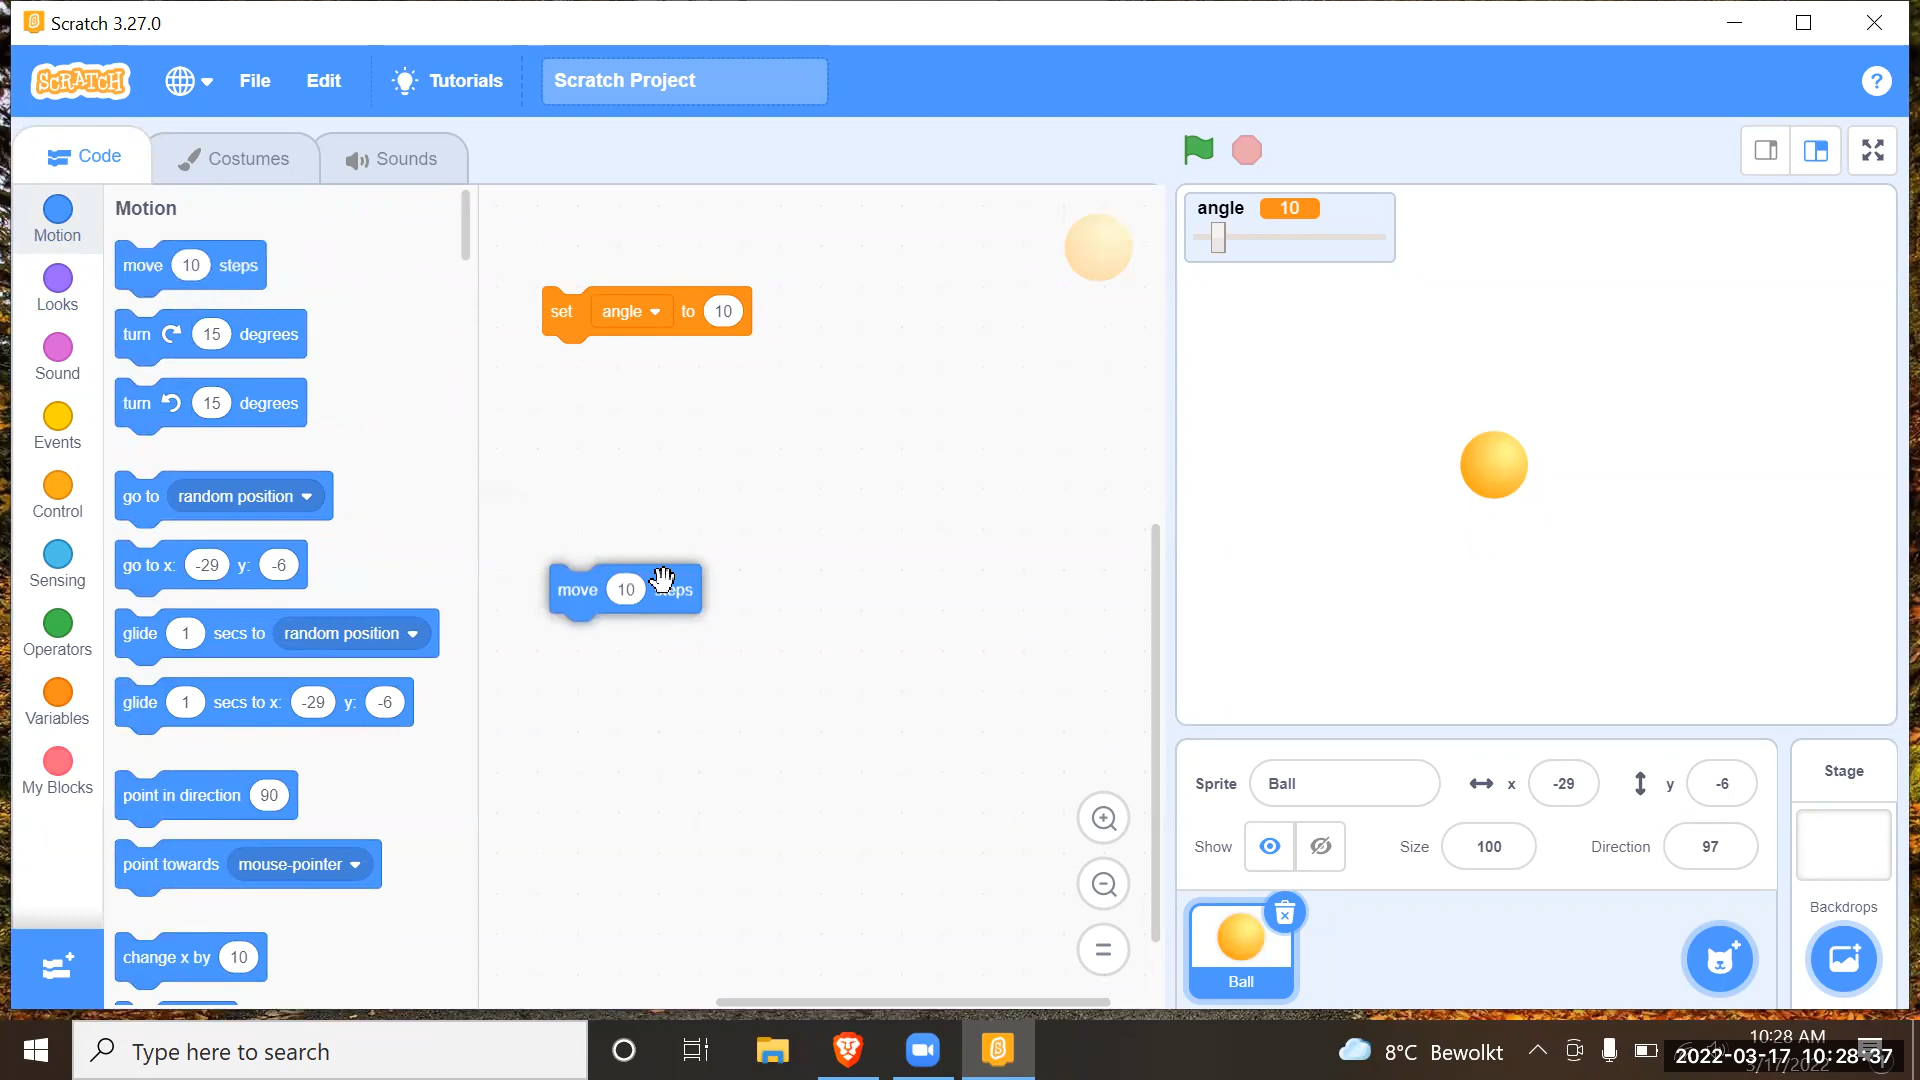 Scratch 3.27.0
SCRATCH
File
Edit
Tutorials
Scratch Project
?
Code
Costumes
Sounds
Motion
Looks
Sound
Events
Control
Sensing
Operators
Variables
My Blocks
Motion
move 10 steps
turn 15 degrees
turn 15 degrees
go to random position
go to x: -29 y: -6
glide 1 secs to random position
glide 1 secs to x: -29 y: -6
point in direction 90
point towards mouse-pointer
change x by 10
set angle to 10
move 10 steps
angle 10
Sprite Ball x -29 y -6
Show Size 100 Direction 97
Ball
Stage
Backdrops
Type here to search
8°C Bewolkt
10:28 AM
2022-03-17 10:28:37
3/17/2022